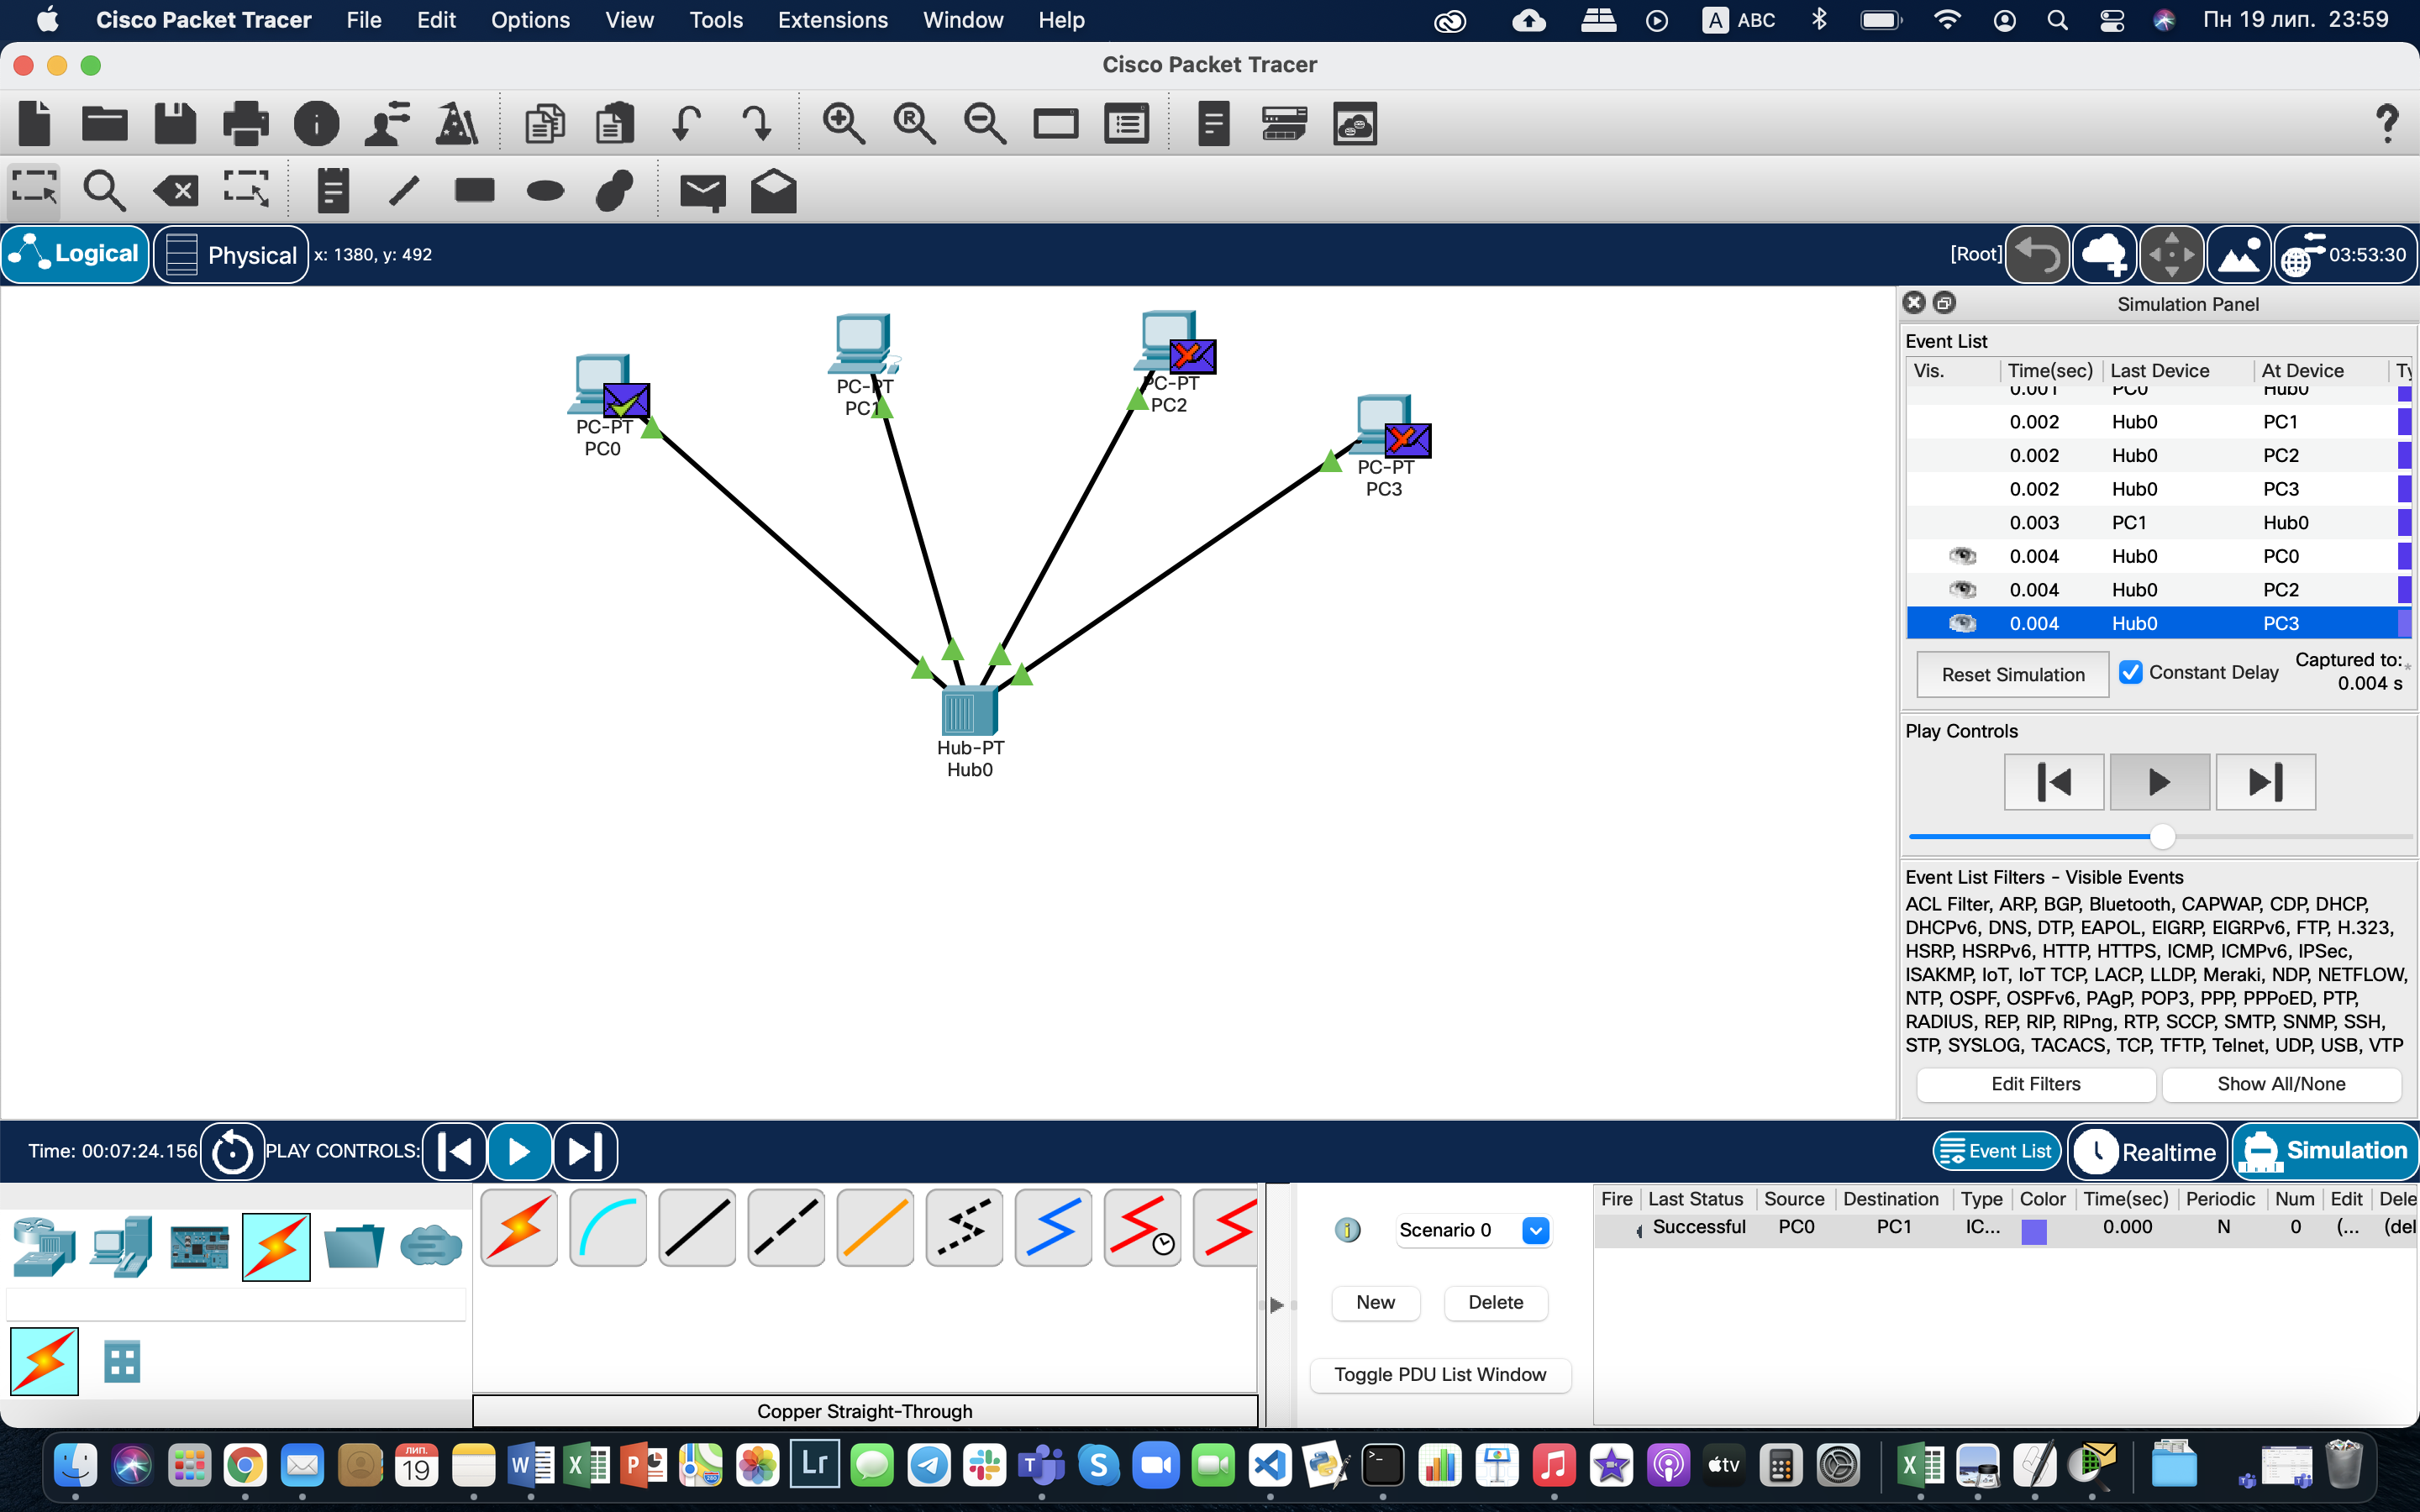 Cisco Packet Tracer File Edit Options View Tools Extensions Window Help A ABC Пн 19 лип. 23:59
Cisco Packet Tracer
Logical Physical x: 1380, y: 492 [Root] 03:53:30
Simulation Panel
Event List
Vis. Time(sec) Last Device At Device Ty
0.001 PC0 Hub0
0.002 Hub0 PC1
0.002 Hub0 PC2
0.002 Hub0 PC3
0.003 PC1 Hub0
0.004 Hub0 PC0
0.004 Hub0 PC2
0.004 Hub0 PC3
Reset Simulation Constant Delay Captured to: *
0.004 s
Play Controls
Event List Filters - Visible Events
ACL Filter, ARP, BGP, Bluetooth, CAPWAP, CDP, DHCP,
DHCPv6, DNS, DTP, EAPOL, EIGRP, EIGRPv6, FTP, H.323,
HSRP, HSRPv6, HTTP, HTTPS, ICMP, ICMPv6, IPSec,
ISAKMP, IoT, IoT TCP, LACP, LLDP, Meraki, NDP, NETFLOW,
NTP, OSPF, OSPFv6, PAgP, POP3, PPP, PPPoED, PTP,
RADIUS, REP, RIP, RIPng, RTP, SCCP, SMTP, SNMP, SSH,
STP, SYSLOG, TACACS, TCP, TFTP, Telnet, UDP, USB, VTP
Edit Filters Show All/None
PC-PT
PC0
PC-PT
PC1
PC-PT
PC2
PC-PT
PC3
Hub-PT
Hub0
Time: 00:07:24.156 PLAY CONTROLS: Event List Realtime Simulation
Scenario 0
New Delete
Toggle PDU List Window
Fire Last Status Source Destination Type Color Time(sec) Periodic Num Edit Dele
Successful PC0 PC1 IC... 0.000 N 0 (... (del
Copper Straight-Through
ЛИП.
19
W X P Lr S tv X